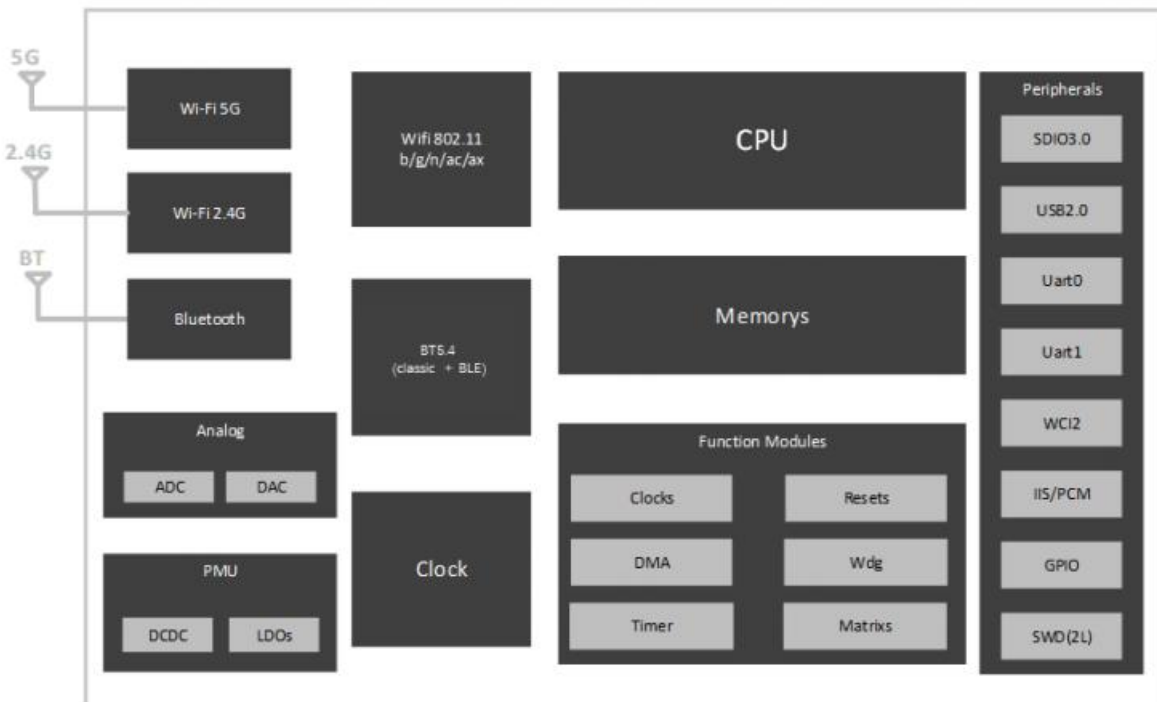 5G
Wi-Fi 5G
2.4G
Wi-Fi 2.4G
BT
Bluetooth
Analog
ADC
DAC
PMU
DCDC
LDOs
Wifi 802.11
b/g/n/ac/ax
BT5.4
(classic + BLE)
Clock
CPU
Memorys
Function Modules
Clocks
Resets
DMA
Wdg
Timer
Matrixs
Peripherals
SDIO3.0
USB2.0
Uart0
Uart1
WCI2
IIS/PCM
GPIO
SWD(2L)